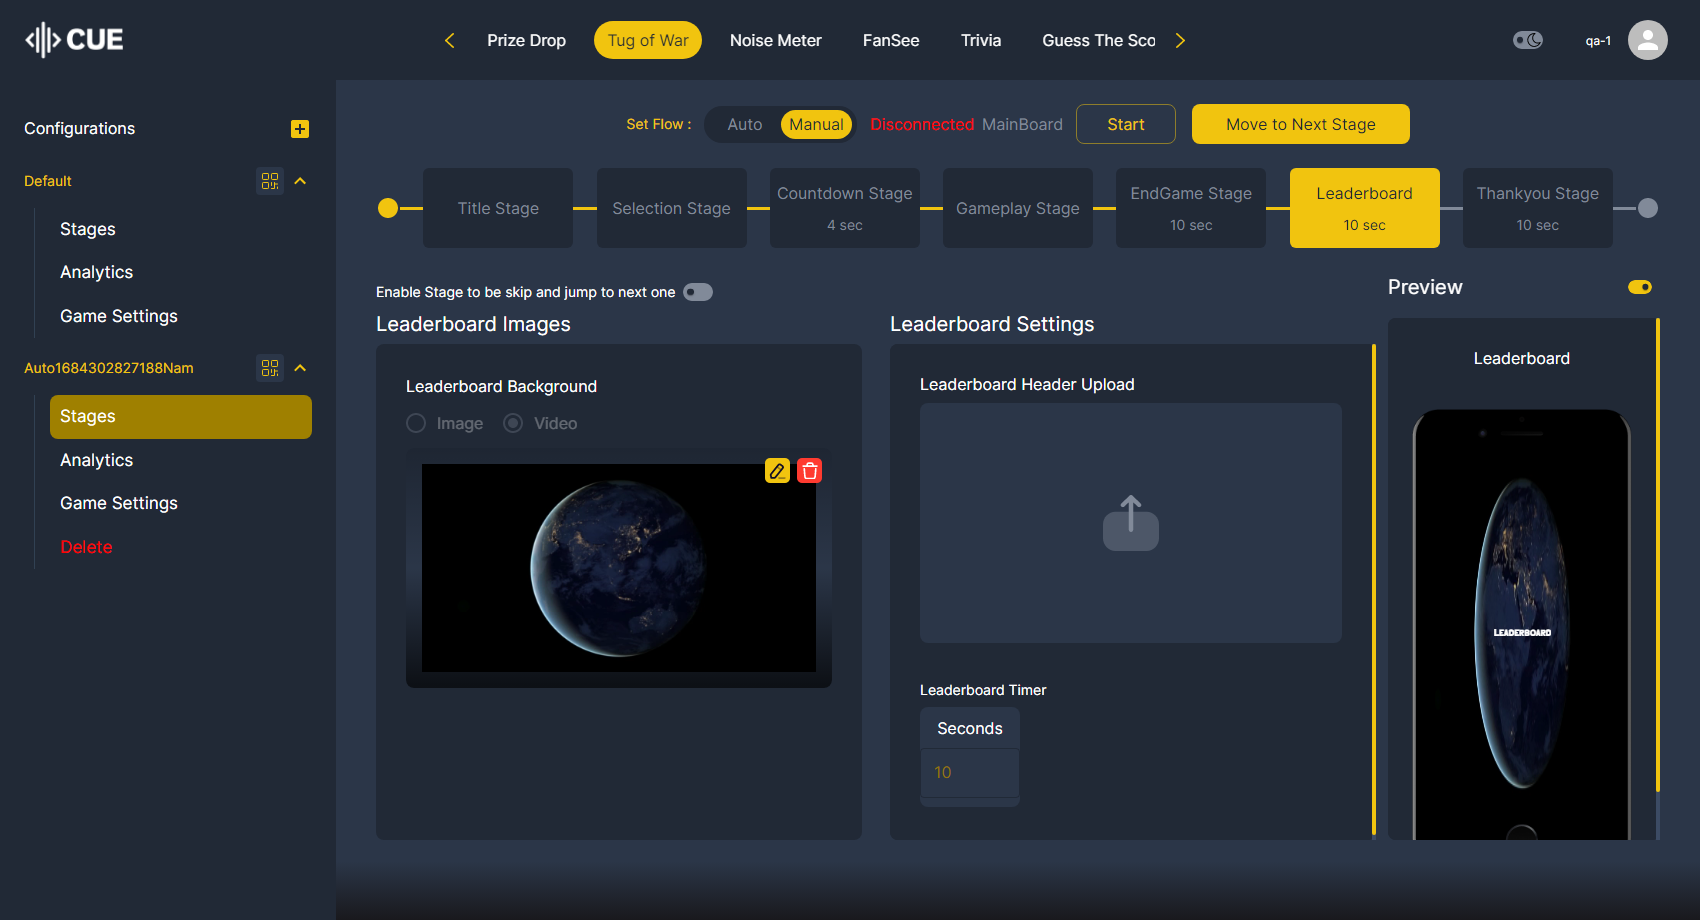 CUE
Prize Drop
Tug of War
Noise Meter
FanSee
Trivia
Guess The Sco
qa-1
Configurations
Default
Stages
Analytics
Game Settings
Auto1684302827188Nam
Stages
Analytics
Game Settings
Delete
Set Flow :
Auto
Manual
Disconnected MainBoard
Start
Move to Next Stage
Title Stage
Selection Stage
Countdown Stage
4 sec
Gameplay Stage
EndGame Stage
10 sec
Leaderboard
10 sec
Thankyou Stage
10 sec
Enable Stage to be skip and jump to next one
Leaderboard Images
Leaderboard Background
Image
Video
Leaderboard Settings
Leaderboard Header Upload
Leaderboard Timer
Seconds
10
Preview
Leaderboard
LEADERBOARD